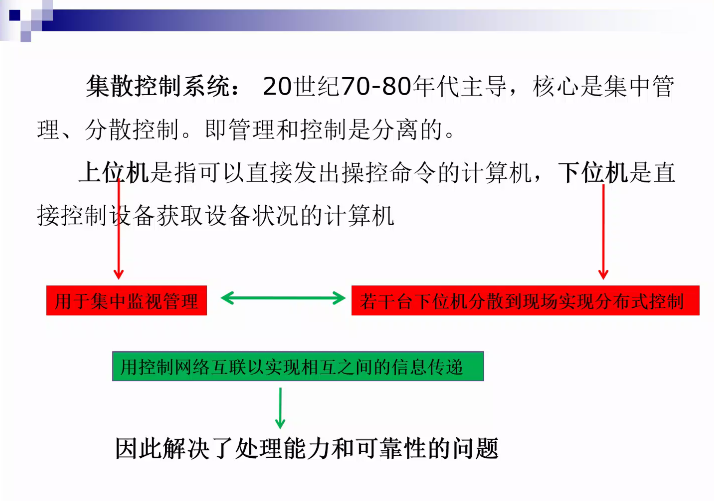 集散控制系统： 20世纪70-80年代主导，核心是集中管
理、分散控制。即管理和控制是分离的。
上位机是指可以直接发出操控命令的计算机，下位机是直
接控制设备获取设备状况的计算机
用于集中监视管理
若干台下位机分散到现场实现分布式控制
用控制网络互联以实现相互之间的信息传递
因此解决了处理能力和可靠性的问题